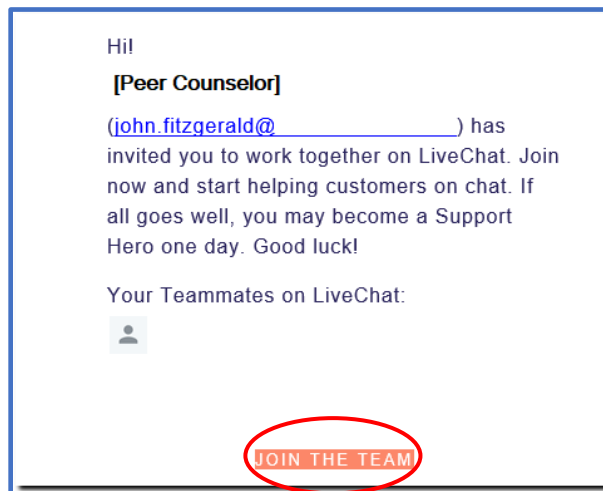 Hi!
[Peer Counselor]
(john.fitzgerald@ ) has
invited you to work together on LiveChat. Join
now and start helping customers on chat. If
all goes well, you may become a Support
Hero one day. Good luck!
Your Teammates on LiveChat:
JOIN THE TEAM